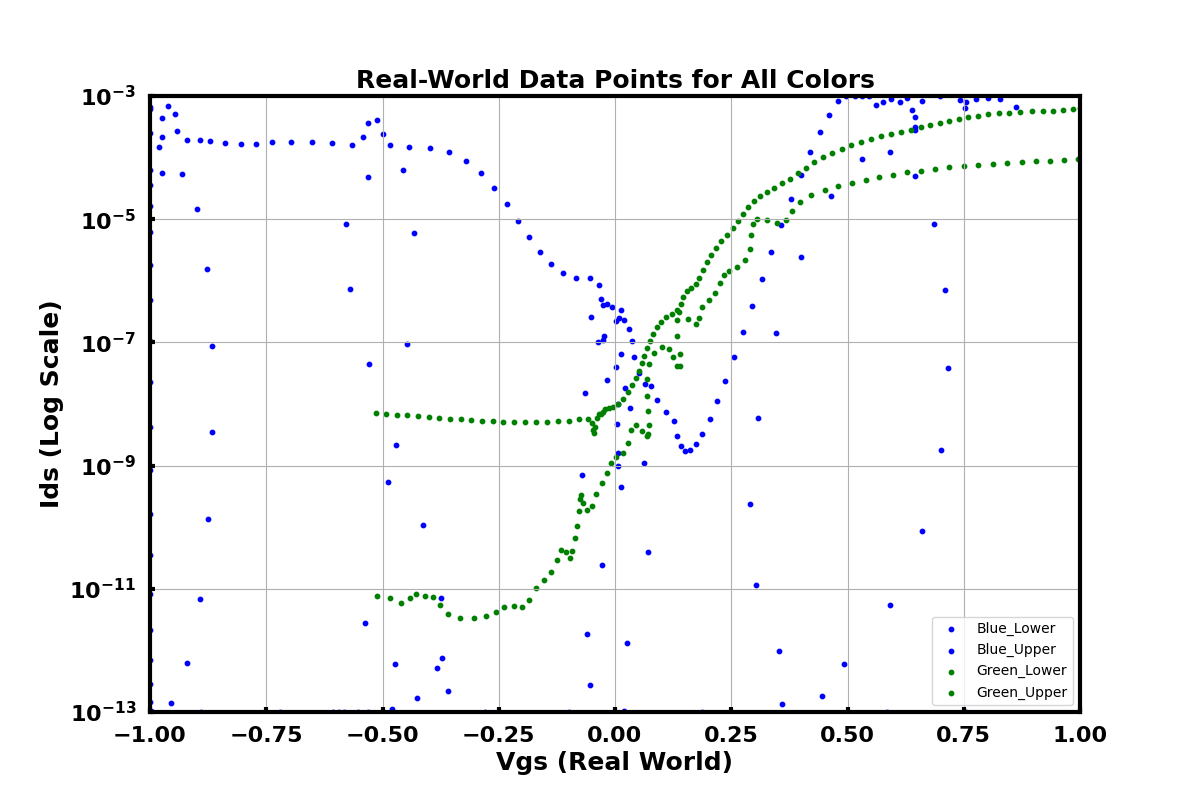 Real-World Data Points for All Colors
Ids (Log Scale)
10⁻³
10⁻⁵
10⁻⁷
10⁻⁹
10⁻¹¹
10⁻¹³
Blue_Lower
Blue_Upper
Green_Lower
Green_Upper
−1.00 −0.75 −0.50 −0.25 0.00 0.25 0.50 0.75 1.00
Vgs (Real World)